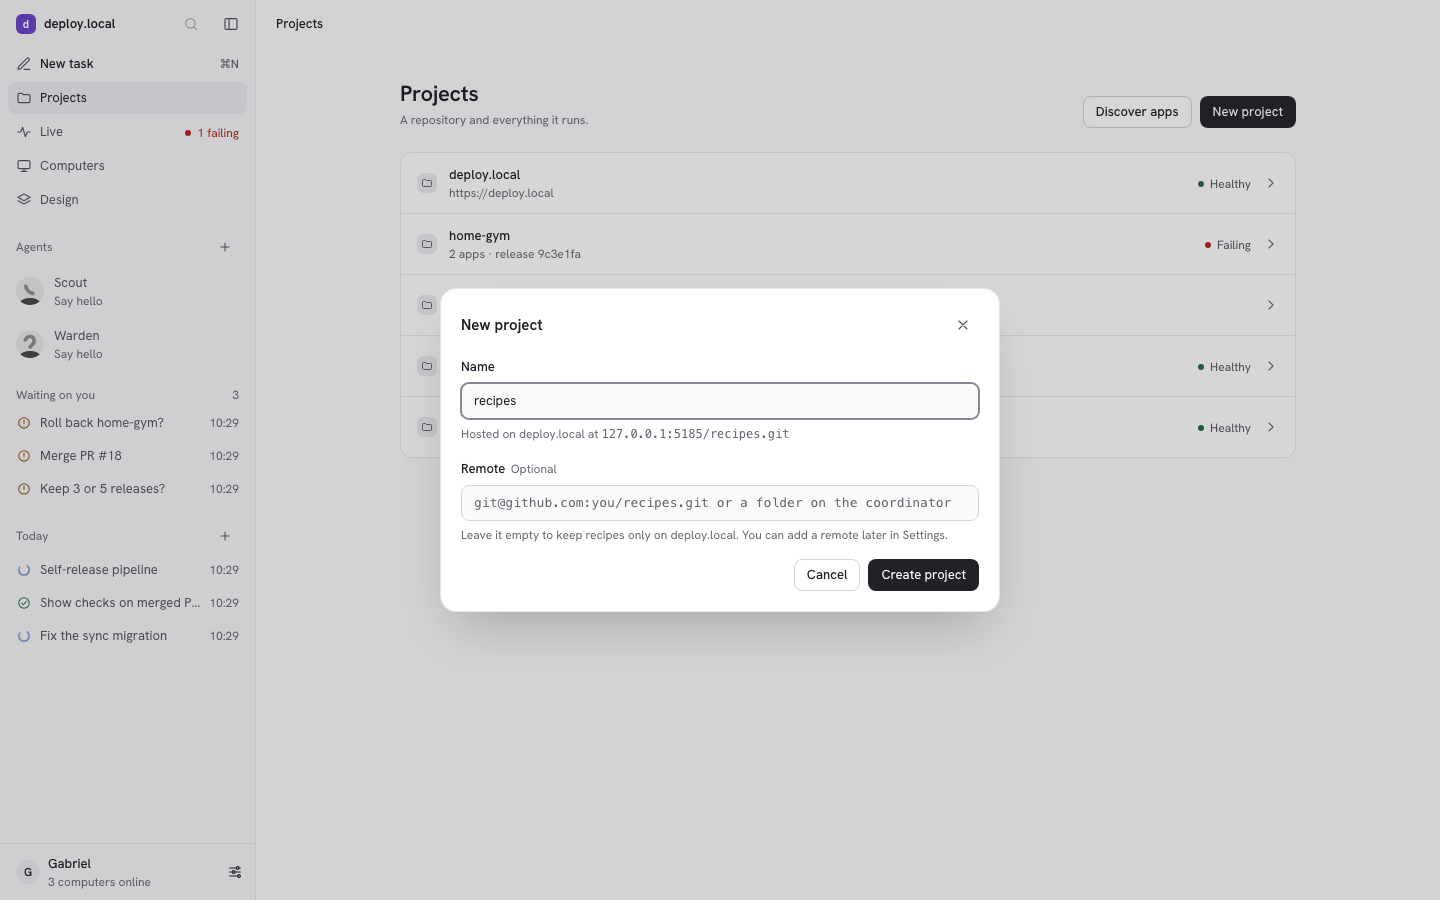 d deploy.local
New task ⌘N
Projects
Live 1 failing
Computers
Design
Agents
Scout
Say hello
Warden
Say hello
Waiting on you 3
Roll back home-gym? 10:29
Merge PR #18 10:29
Keep 3 or 5 releases? 10:29
Today
Self-release pipeline 10:29
Show checks on merged P... 10:29
Fix the sync migration 10:29
G Gabriel
3 computers online
Projects
Projects
A repository and everything it runs.
Discover apps New project
deploy.local
https://deploy.local
Healthy
home-gym
2 apps · release 9c3e1fa
Failing
Healthy
Healthy
New project
Name
recipes
Hosted on deploy.local at 127.0.0.1:5185/recipes.git
Remote Optional
git@github.com:you/recipes.git or a folder on the coordinator
Leave it empty to keep recipes only on deploy.local. You can add a remote later in Settings.
Cancel Create project